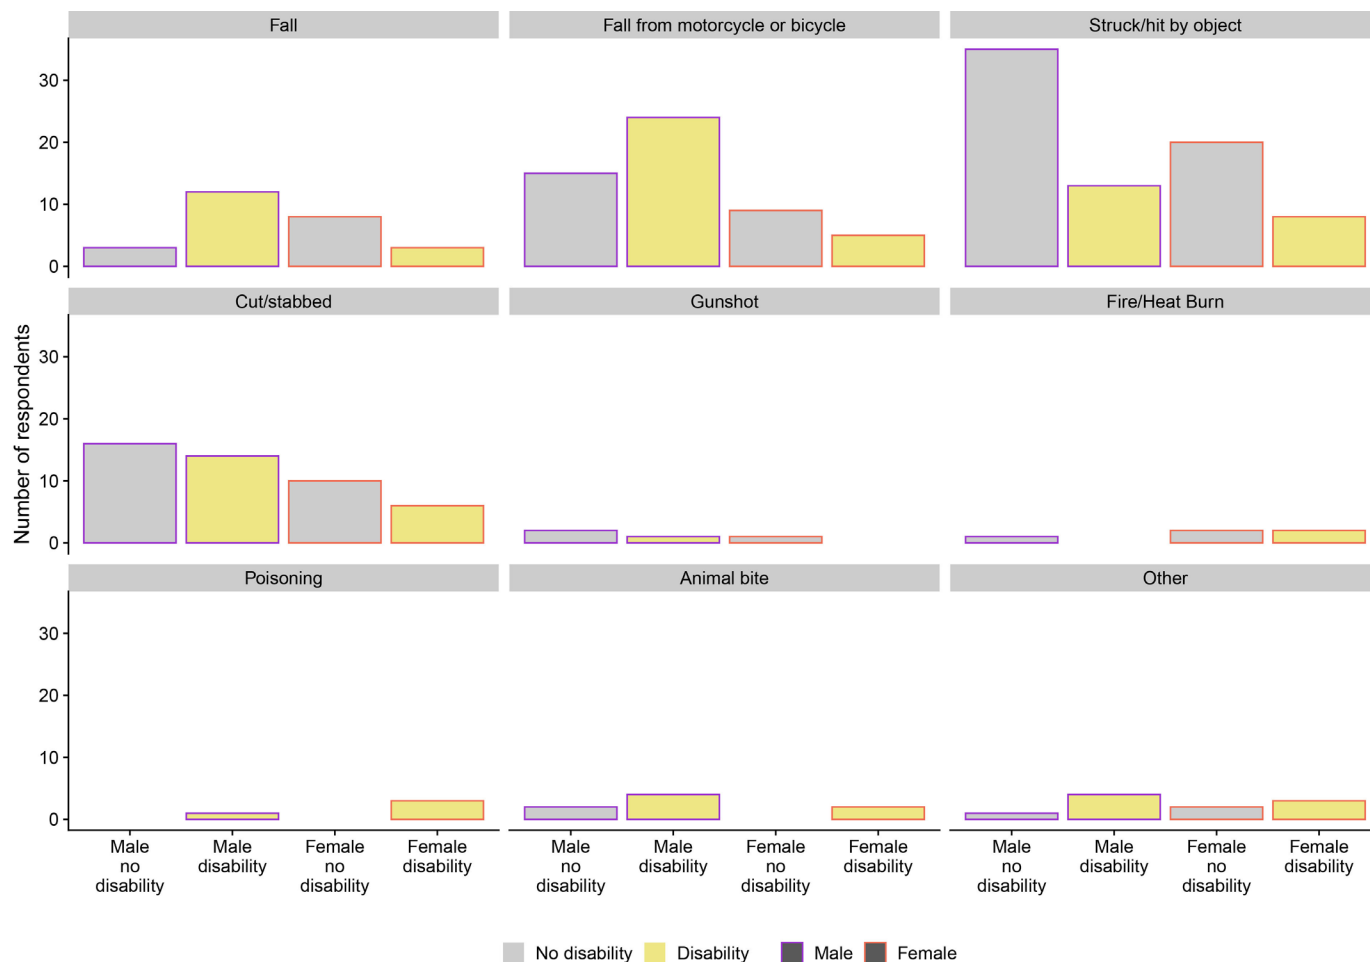 Fall
Fall from motorcycle or bicycle
Struck/hit by object
30
20
10
0
Cut/stabbed
Gunshot
Fire/Heat Burn
30
20
10
0
Number of respondents
Poisoning
Animal bite
Other
30
20
10
0
Male
no
disability
Male
disability
Female
no
disability
Female
disability
Male
no
disability
Male
disability
Female
no
disability
Female
disability
Male
no
disability
Male
disability
Female
no
disability
Female
disability
No disability
Disability
Male
Female